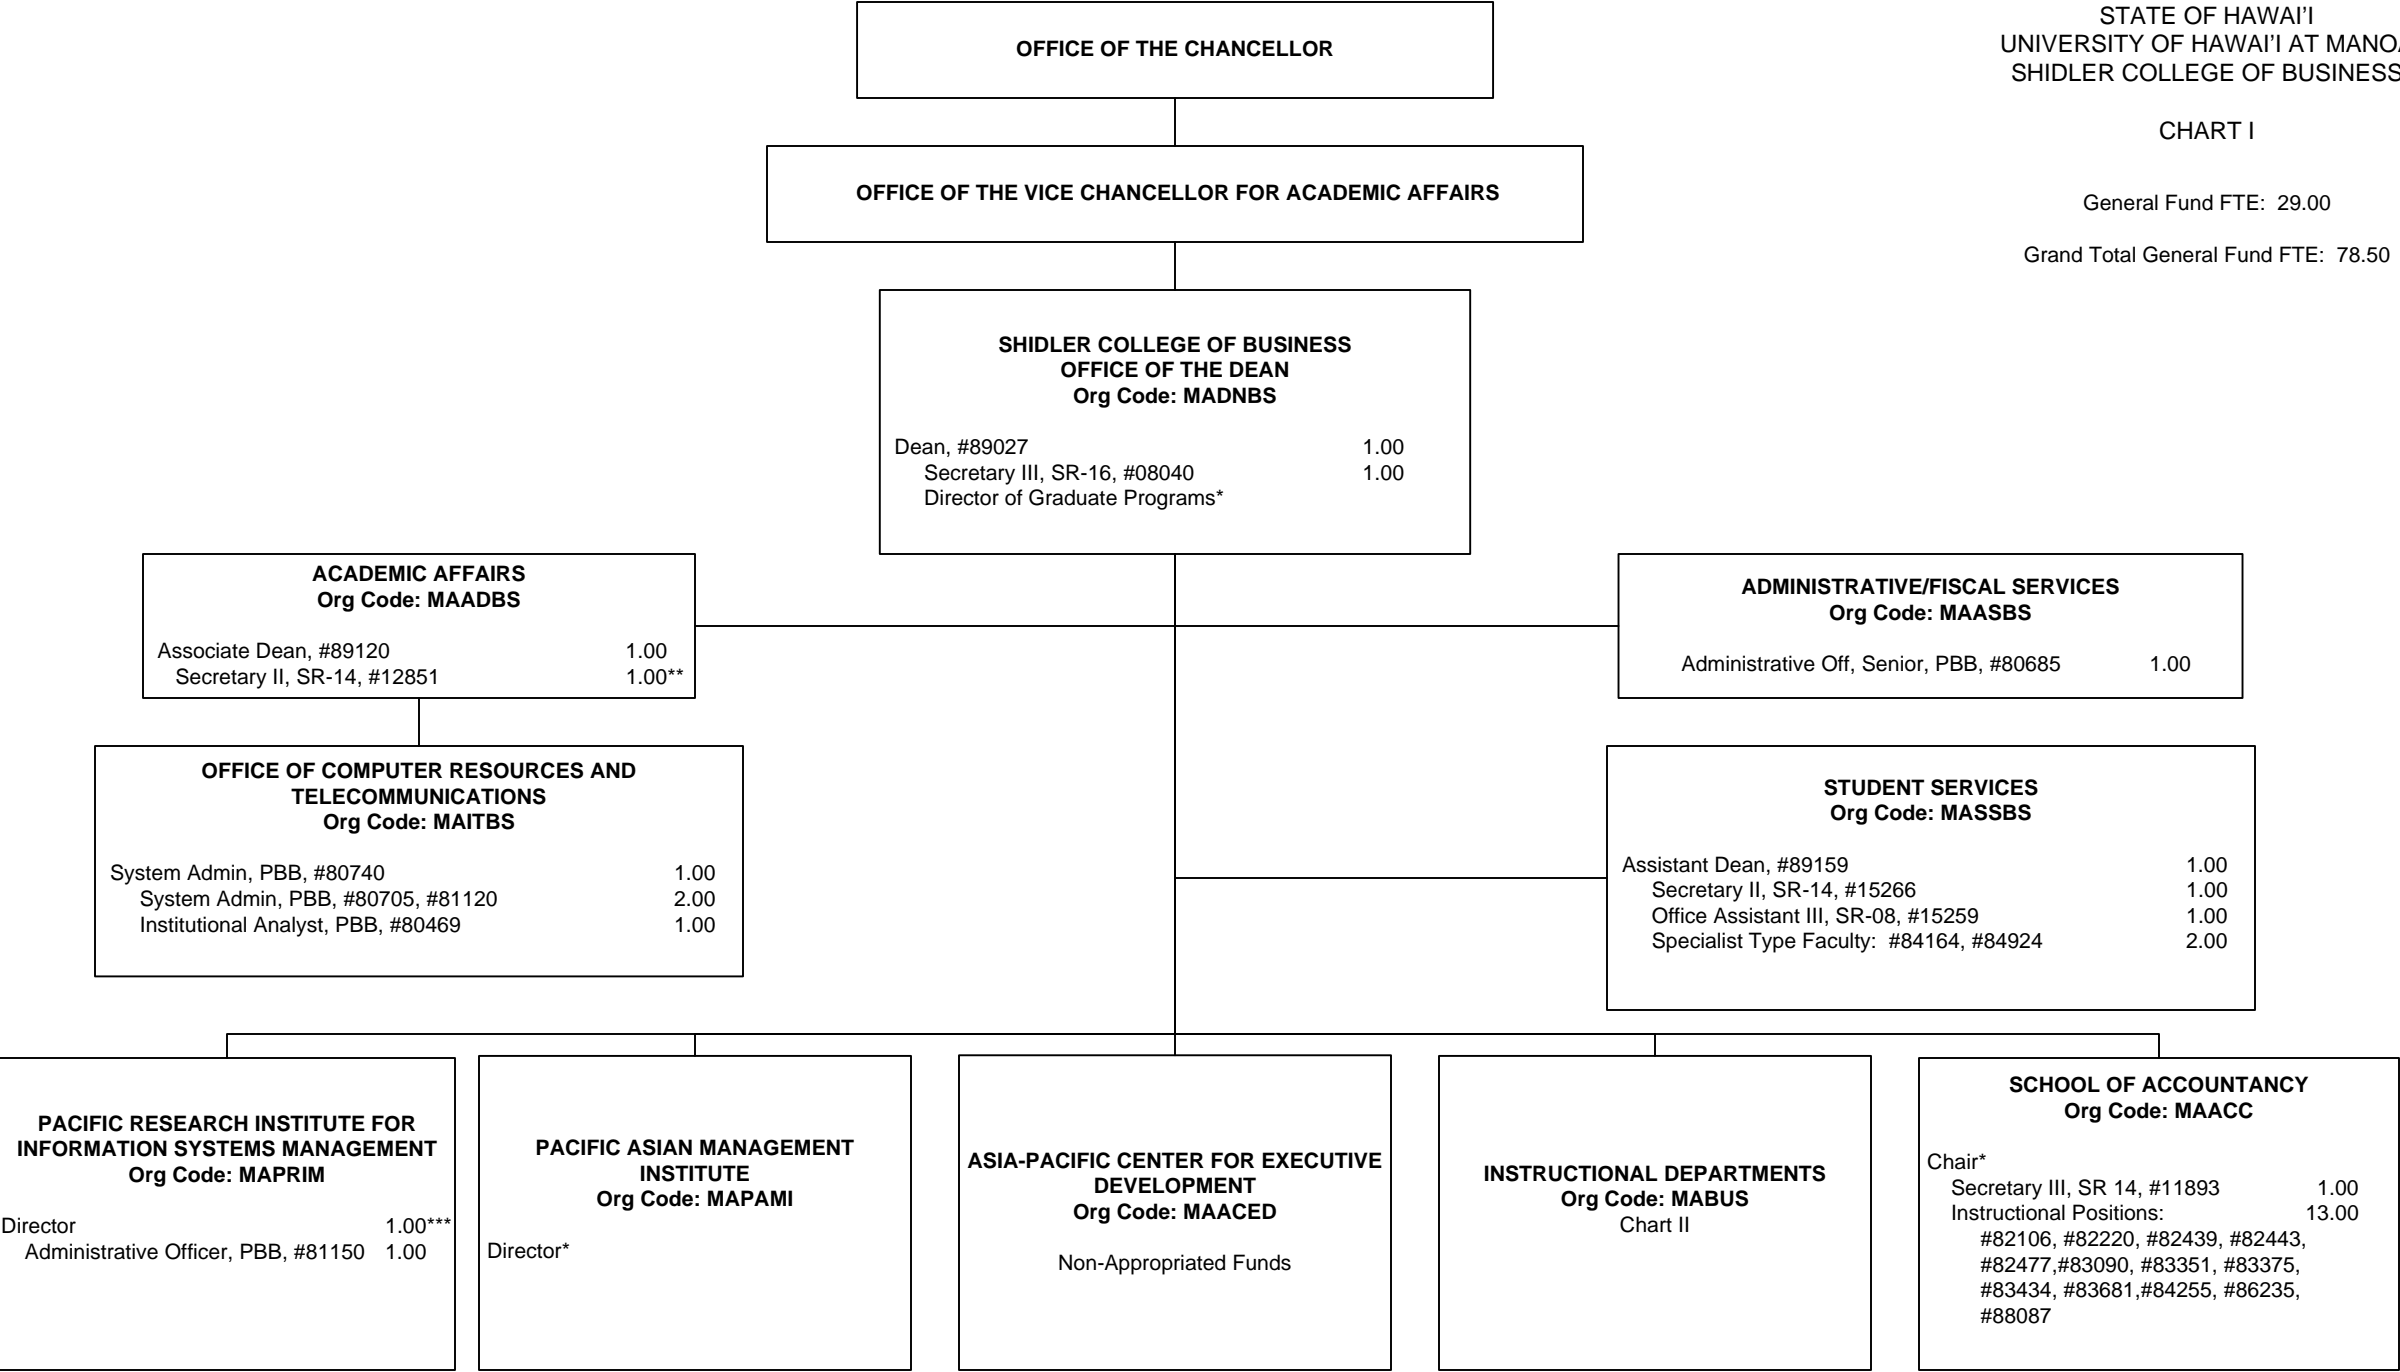 OFFICE OF THE CHANCELLOR
STATE OF HAWAI'I
UNIVERSITY OF HAWAI'I AT MANOA
SHIDLER COLLEGE OF BUSINESS
CHART I
General Fund FTE: 29.00
Grand Total General Fund FTE: 78.50
OFFICE OF THE VICE CHANCELLOR FOR ACADEMIC AFFAIRS
SHIDLER COLLEGE OF BUSINESS
OFFICE OF THE DEAN
Org Code: MADNBS
Dean, #89027 1.00
Secretary III, SR-16, #08040 1.00
Director of Graduate Programs*
ACADEMIC AFFAIRS
Org Code: MAADBS
Associate Dean, #89120 1.00
Secretary II, SR-14, #12851 1.00**
ADMINISTRATIVE/FISCAL SERVICES
Org Code: MAASBS
Administrative Off, Senior, PBB, #80685 1.00
OFFICE OF COMPUTER RESOURCES AND
TELECOMMUNICATIONS
Org Code: MAITBS
System Admin, PBB, #80740 1.00
System Admin, PBB, #80705, #81120 2.00
Institutional Analyst, PBB, #80469 1.00
STUDENT SERVICES
Org Code: MASSBS
Assistant Dean, #89159 1.00
Secretary II, SR-14, #15266 1.00
Office Assistant III, SR-08, #15259 1.00
Specialist Type Faculty: #84164, #84924 2.00
PACIFIC RESEARCH INSTITUTE FOR
INFORMATION SYSTEMS MANAGEMENT
Org Code: MAPRIM
Director 1.00***
Administrative Officer, PBB, #81150 1.00
PACIFIC ASIAN MANAGEMENT
INSTITUTE
Org Code: MAPAMI
Director*
ASIA-PACIFIC CENTER FOR EXECUTIVE
DEVELOPMENT
Org Code: MAACED
Non-Appropriated Funds
INSTRUCTIONAL DEPARTMENTS
Org Code: MABUS
Chart II
SCHOOL OF ACCOUNTANCY
Org Code: MAACC
Chair*
Secretary III, SR 14, #11893 1.00
Instructional Positions: 13.00
#82106, #82220, #82439, #82443,
#82477,#83090, #83351, #83375,
#83434, #83681,#84255, #86235,
#88087